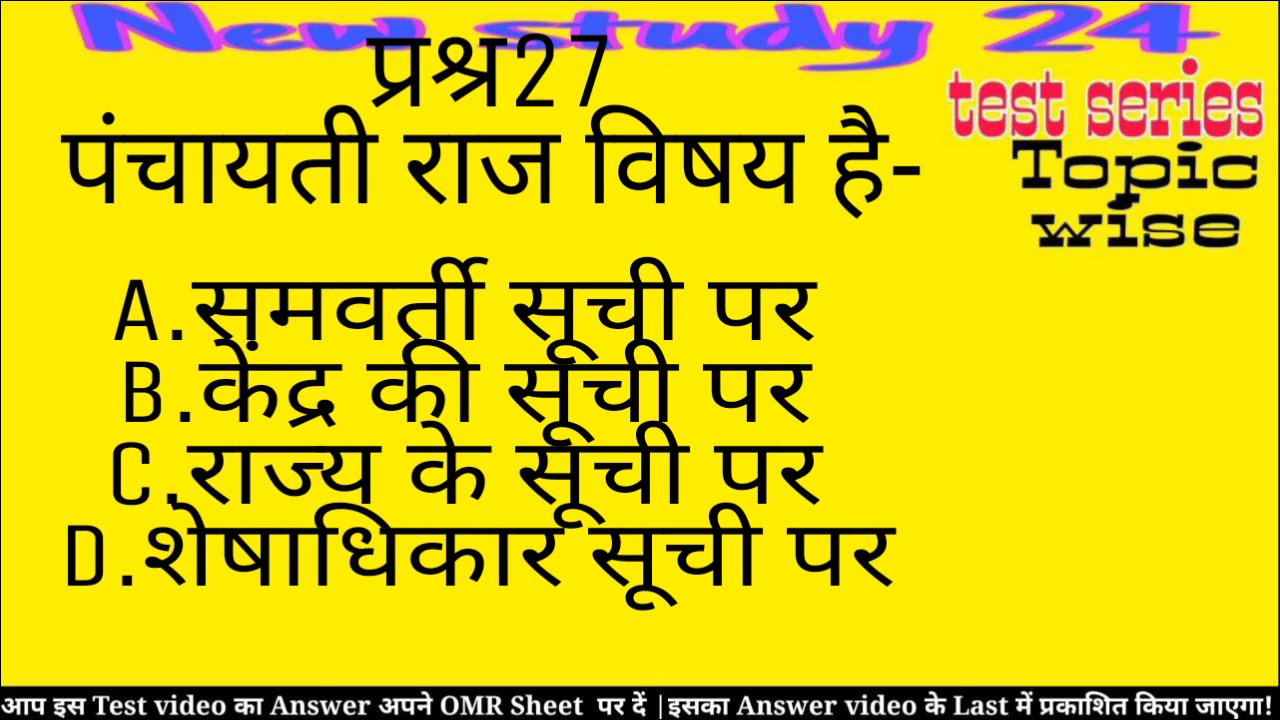 New study 24
प्रश्न27
test series
पंचायती राज विषय है-
Topic
wise
A.समवर्ती सूची पर
B.केंद्र की सूची पर
C.राज्य के सूची पर
D.शेषाधिकार सूची पर
आप इस Test video का Answer अपने OMR Sheet पर दें |इसका Answer video के Last में प्रकाशित किया जाएगा!